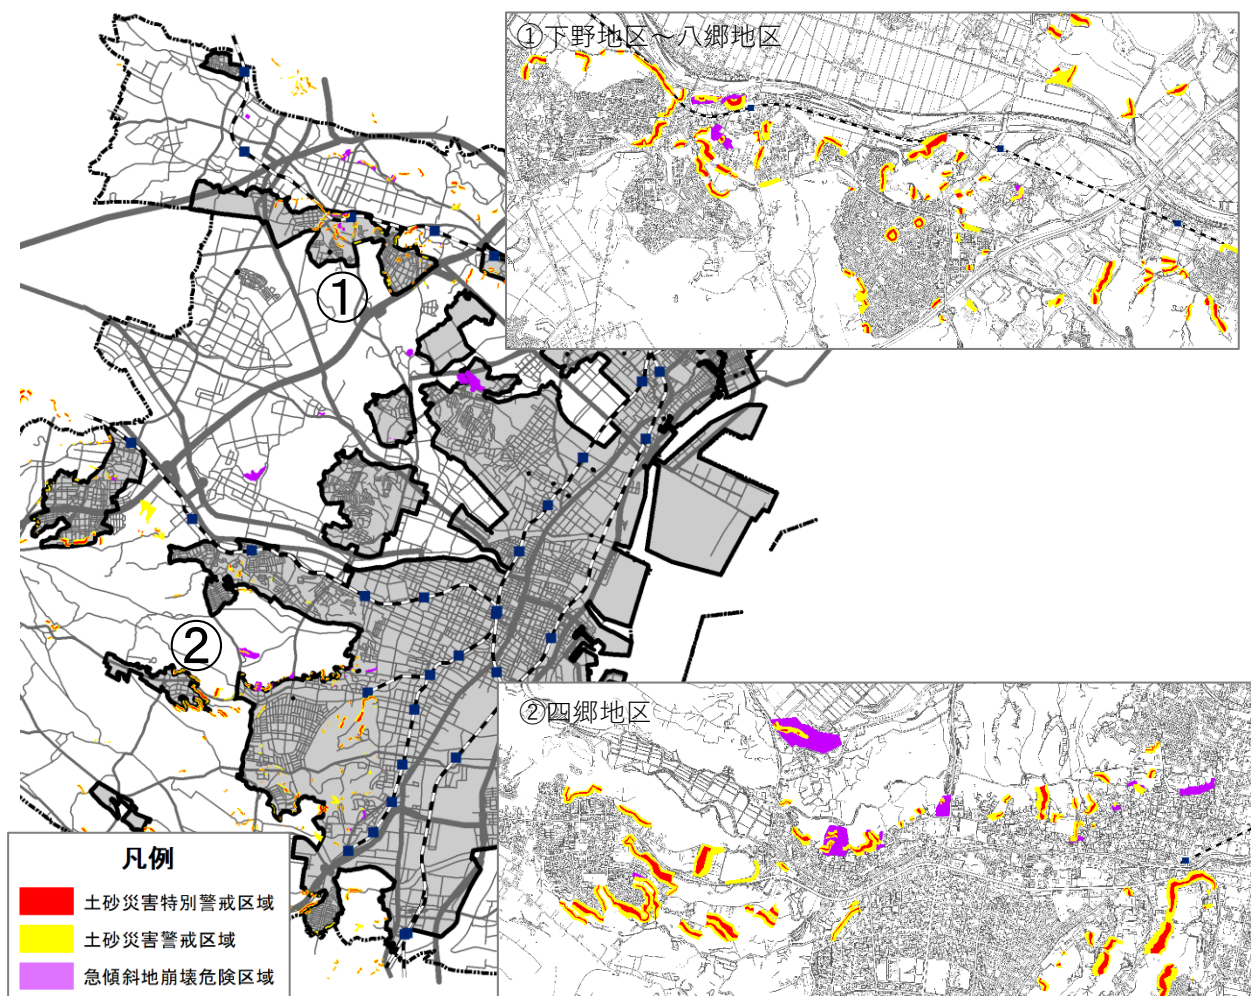 ①下野地区～八郷地区
①
②
②四郷地区
凡例
土砂災害特別警戒区域
土砂災害警戒区域
急傾斜地崩壊危険区域